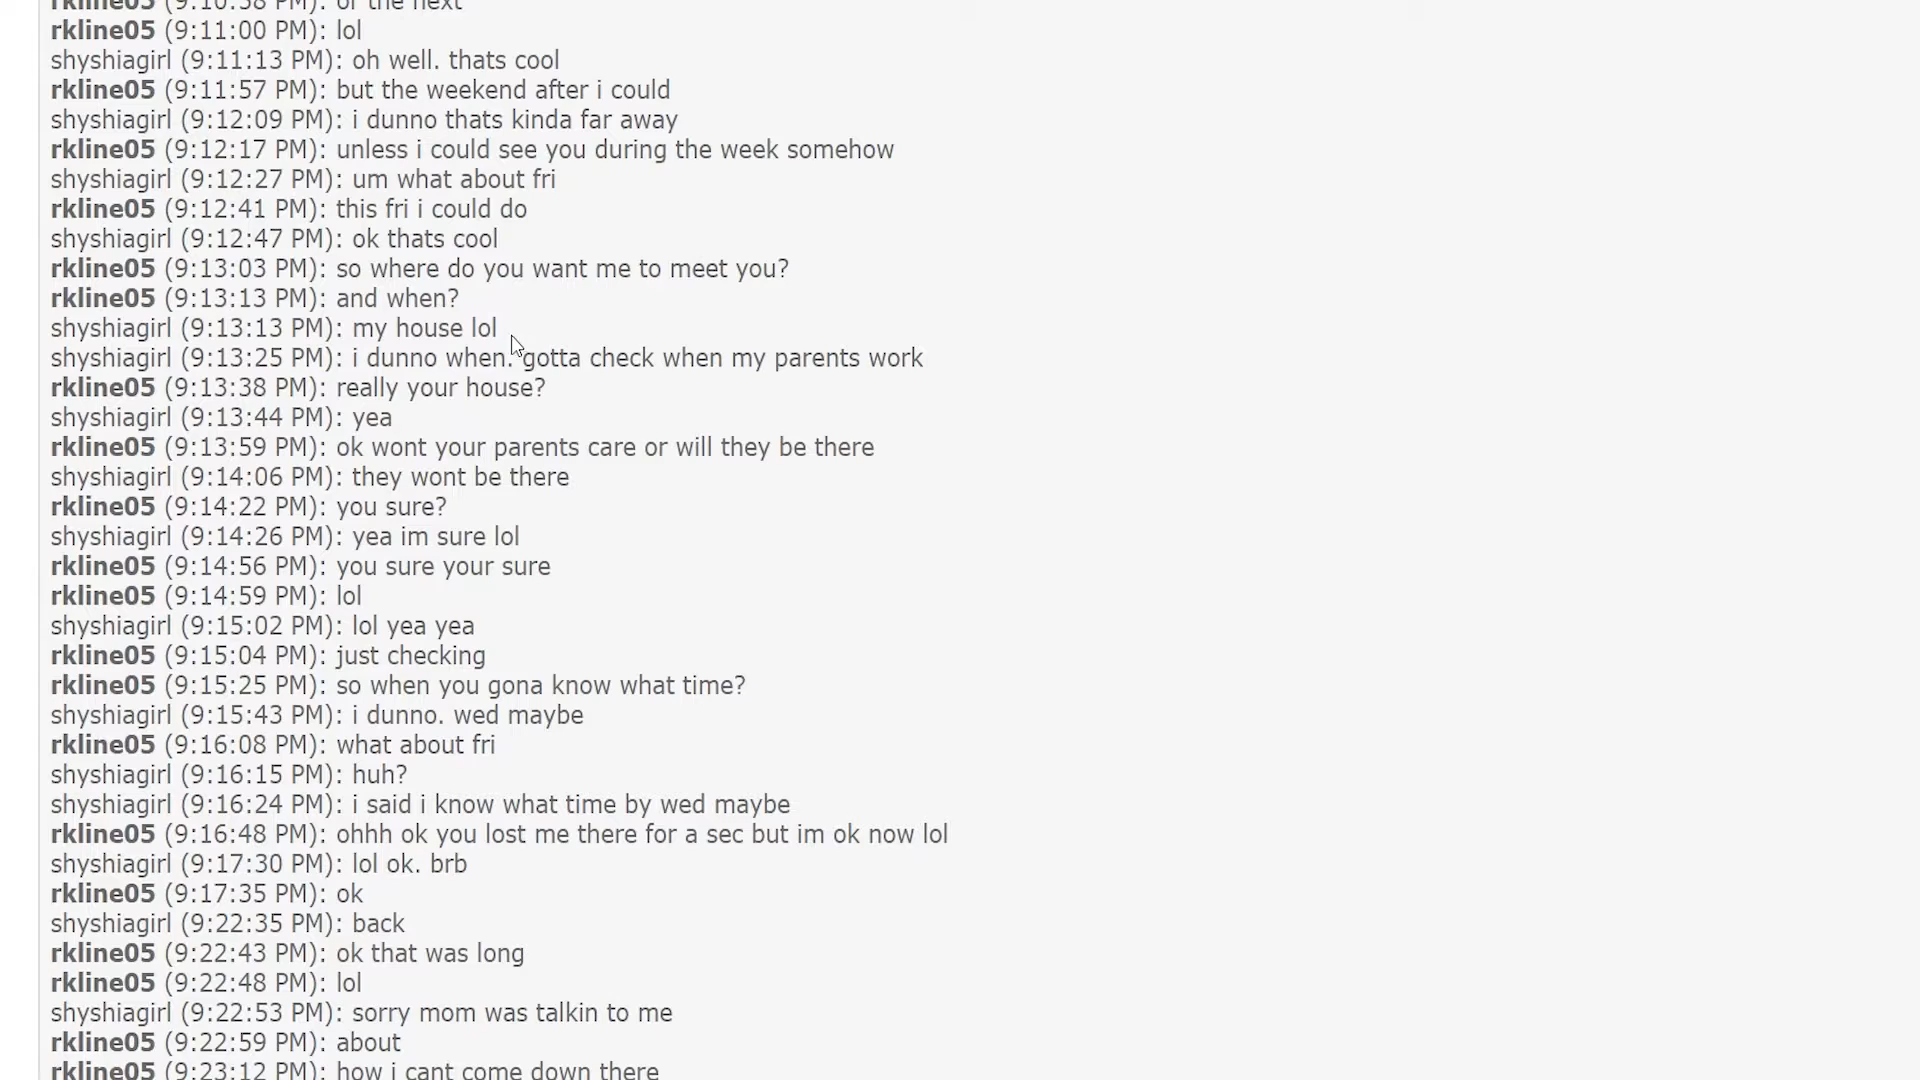 rkline05 (9:10:58 PM): or the next
rkline05 (9:11:00 PM): lol
shyshiagirl (9:11:13 PM): oh well. thats cool
rkline05 (9:11:57 PM): but the weekend after i could
shyshiagirl (9:12:09 PM): i dunno thats kinda far away
rkline05 (9:12:17 PM): unless i could see you during the week somehow
shyshiagirl (9:12:27 PM): um what about fri
rkline05 (9:12:41 PM): this fri i could do
shyshiagirl (9:12:47 PM): ok thats cool
rkline05 (9:13:03 PM): so where do you want me to meet you?
rkline05 (9:13:13 PM): and when?
shyshiagirl (9:13:13 PM): my house lol
shyshiagirl (9:13:25 PM): i dunno when. gotta check when my parents work
rkline05 (9:13:38 PM): really your house?
shyshiagirl (9:13:44 PM): yea
rkline05 (9:13:59 PM): ok wont your parents care or will they be there
shyshiagirl (9:14:06 PM): they wont be there
rkline05 (9:14:22 PM): you sure?
shyshiagirl (9:14:26 PM): yea im sure lol
rkline05 (9:14:56 PM): you sure your sure
rkline05 (9:14:59 PM): lol
shyshiagirl (9:15:02 PM): lol yea yea
rkline05 (9:15:04 PM): just checking
rkline05 (9:15:25 PM): so when you gona know what time?
shyshiagirl (9:15:43 PM): i dunno. wed maybe
rkline05 (9:16:08 PM): what about fri
shyshiagirl (9:16:15 PM): huh?
shyshiagirl (9:16:24 PM): i said i know what time by wed maybe
rkline05 (9:16:48 PM): ohhh ok you lost me there for a sec but im ok now lol
shyshiagirl (9:17:30 PM): lol ok. brb
rkline05 (9:17:35 PM): ok
shyshiagirl (9:22:35 PM): back
rkline05 (9:22:43 PM): ok that was long
rkline05 (9:22:48 PM): lol
shyshiagirl (9:22:53 PM): sorry mom was talkin to me
rkline05 (9:22:59 PM): about
rkline05 (9:23:12 PM): how i cant come down there